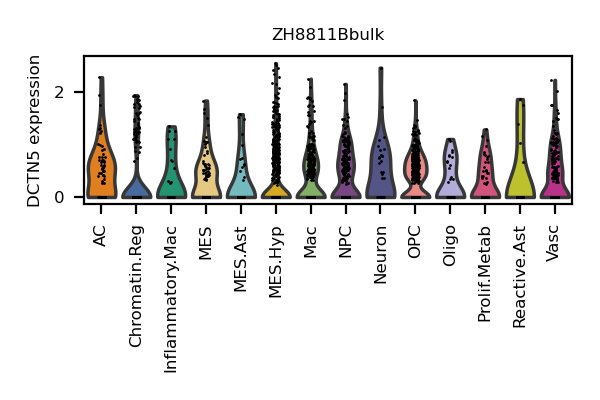 ZH8811Bbulk
DCTN5 expression
2
0
AC
Chromatin.Reg
Inflammatory.Mac
MES
MES.Ast
MES.Hyp
Mac
NPC
Neuron
OPC
Oligo
Prolif.Metab
Reactive.Ast
Vasc